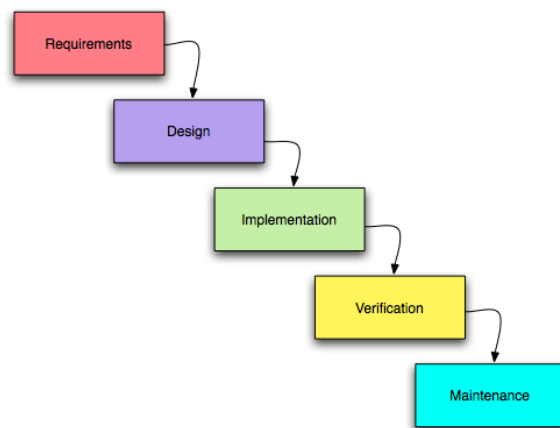 Requirements
Design
Implementation
Verification
Maintenance